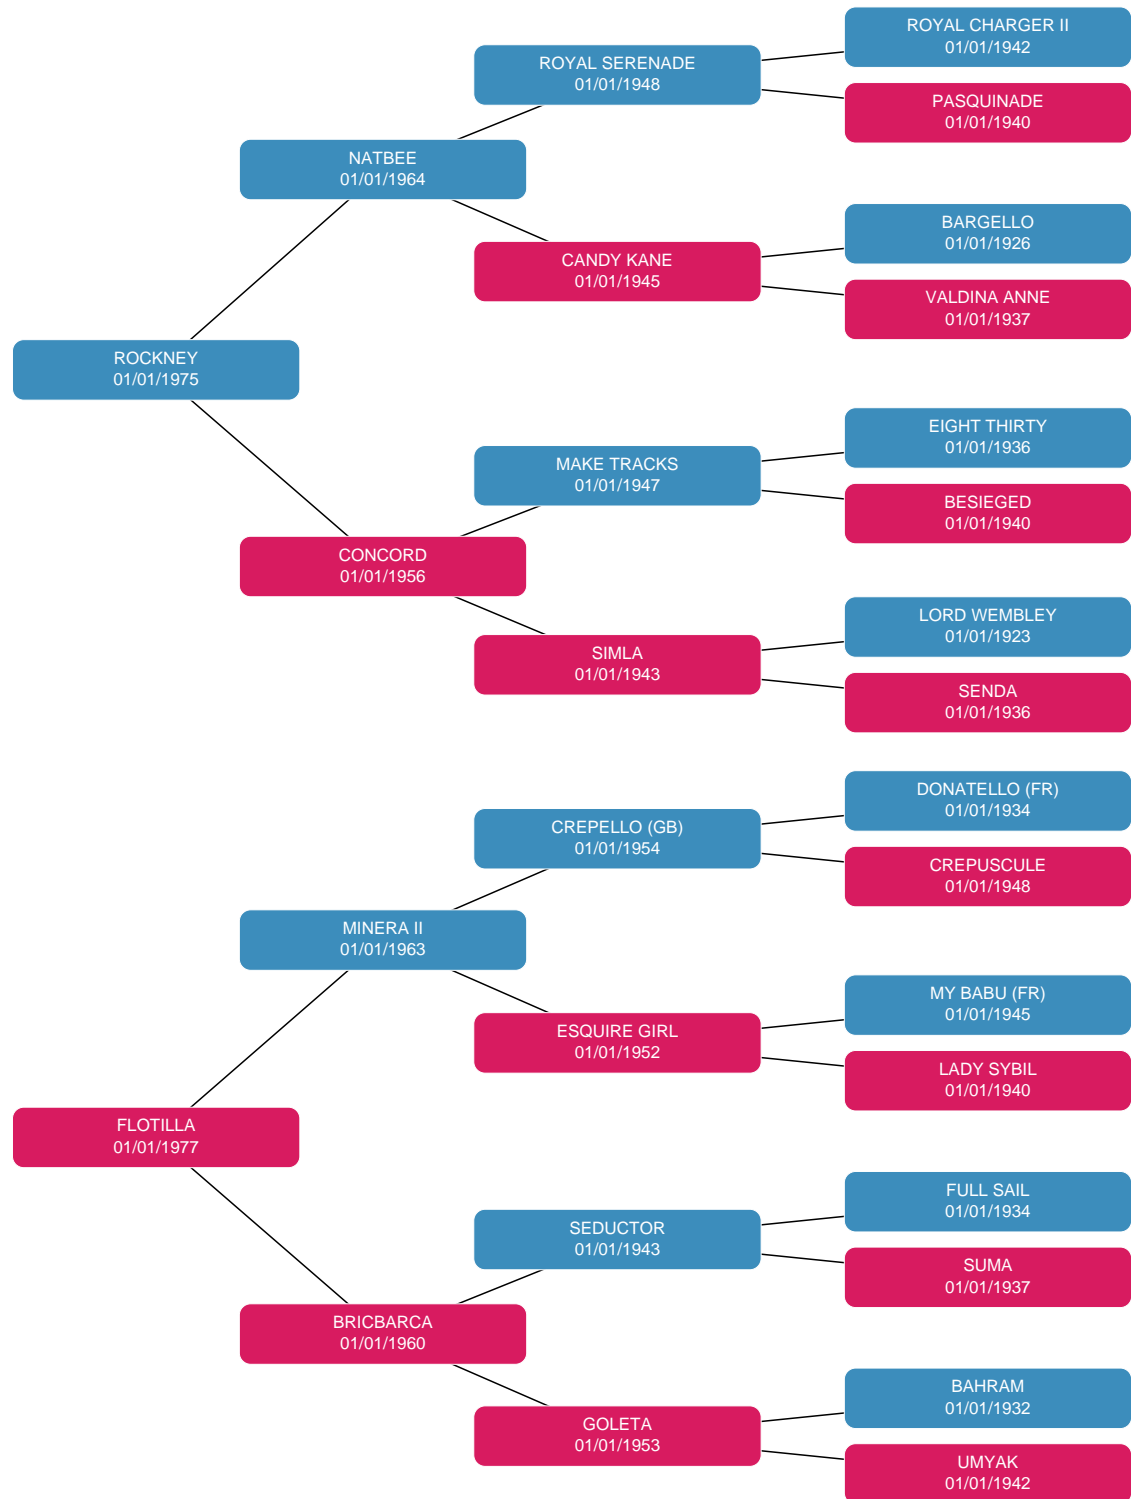 ROYAL CHARGER II
01/01/1942
ROYAL SERENADE
01/01/1948
PASQUINADE
01/01/1940
NATBEE
01/01/1964
BARGELLO
01/01/1926
CANDY KANE
01/01/1945
VALDINA ANNE
01/01/1937
ROCKNEY
01/01/1975
EIGHT THIRTY
01/01/1936
MAKE TRACKS
01/01/1947
BESIEGED
01/01/1940
CONCORD
01/01/1956
LORD WEMBLEY
01/01/1923
SIMLA
01/01/1943
SENDA
01/01/1936
DONATELLO (FR)
01/01/1934
CREPELLO (GB)
01/01/1954
CREPUSCULE
01/01/1948
MINERA II
01/01/1963
MY BABU (FR)
01/01/1945
ESQUIRE GIRL
01/01/1952
LADY SYBIL
01/01/1940
FLOTILLA
01/01/1977
FULL SAIL
01/01/1934
SEDUCTOR
01/01/1943
SUMA
01/01/1937
BRICBARCA
01/01/1960
BAHRAM
01/01/1932
GOLETA
01/01/1953
UMYAK
01/01/1942